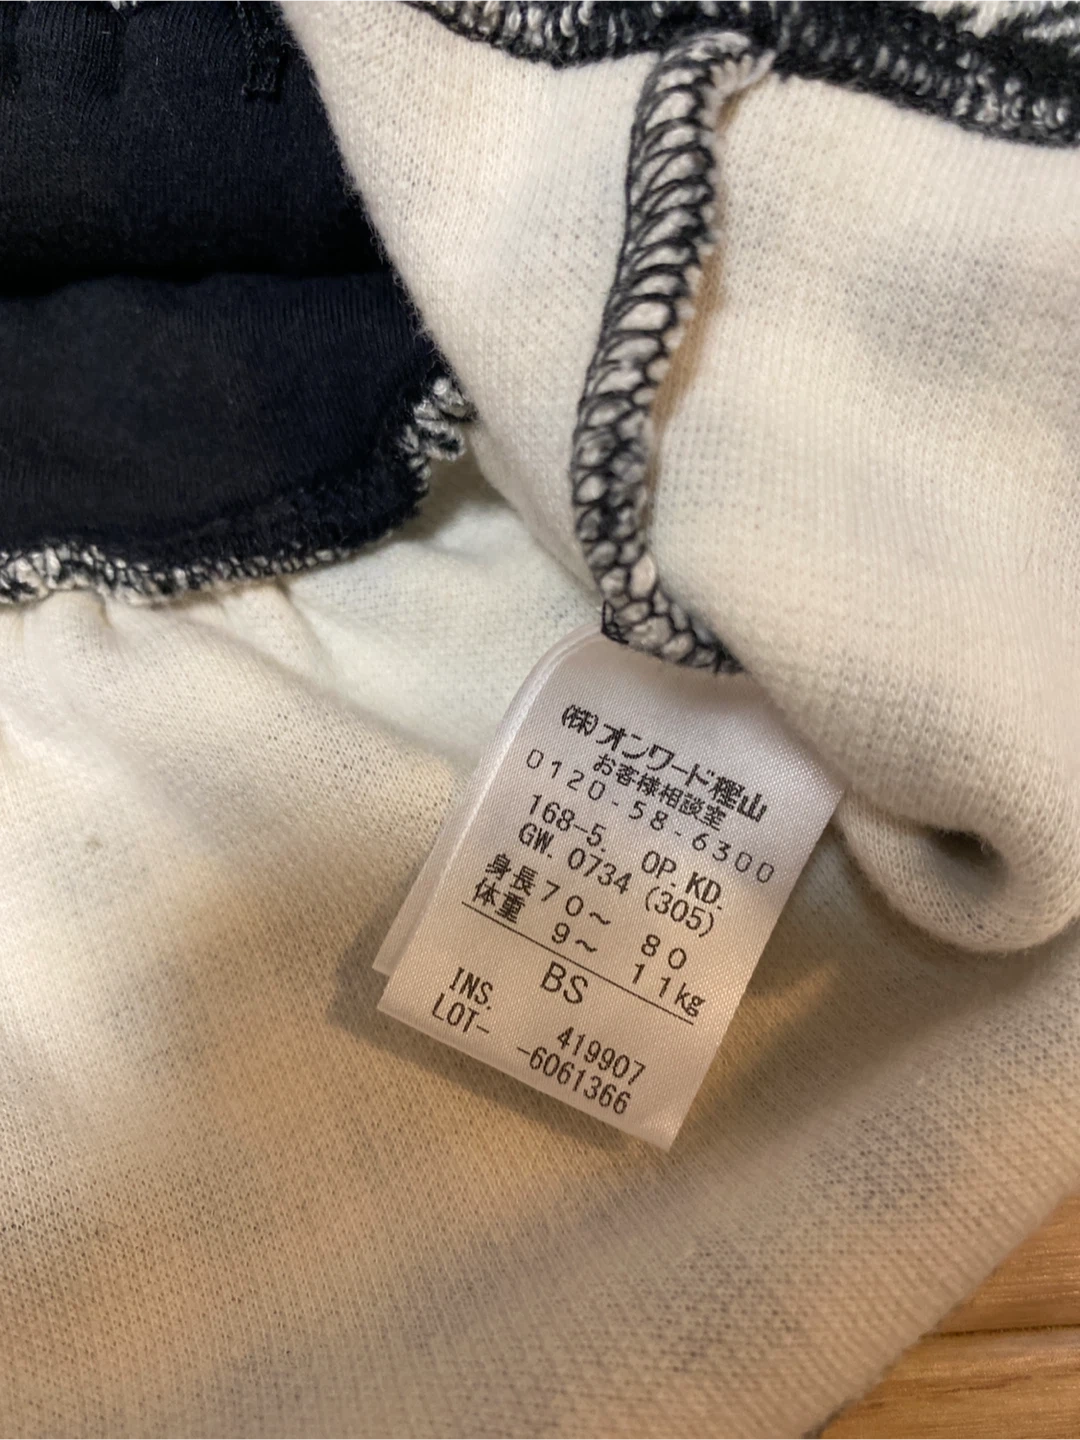 (株)オンワード樫山
お客様相談室
0120-58-6300
168-5. OP.KD.
GW. 0734 (305)
身長70～ 80
体重 9～ 11kg
BS
INS. 419907
LOT- -6061366